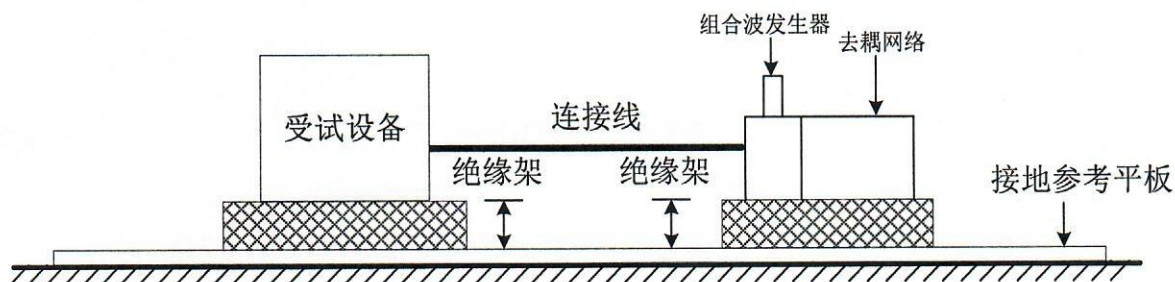 组合波发生器
去耦网络
受试设备
连接线
绝缘架
绝缘架
接地参考平板